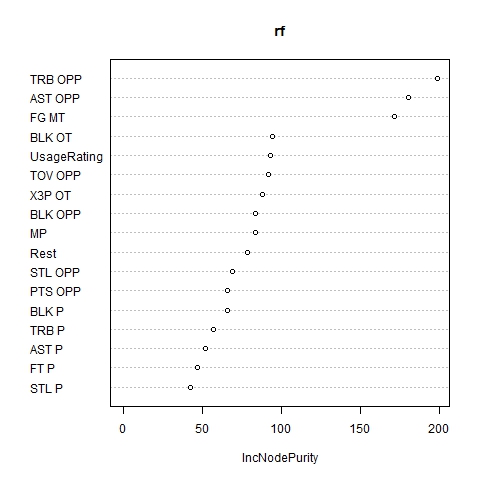 rf
TRB OPP
AST OPP
FG MT
BLK OT
UsageRating
TOV OPP
X3P OT
BLK OPP
MP
Rest
STL OPP
PTS OPP
BLK P
TRB P
AST P
FT P
STL P
0 50 100 150 200
IncNodePurity